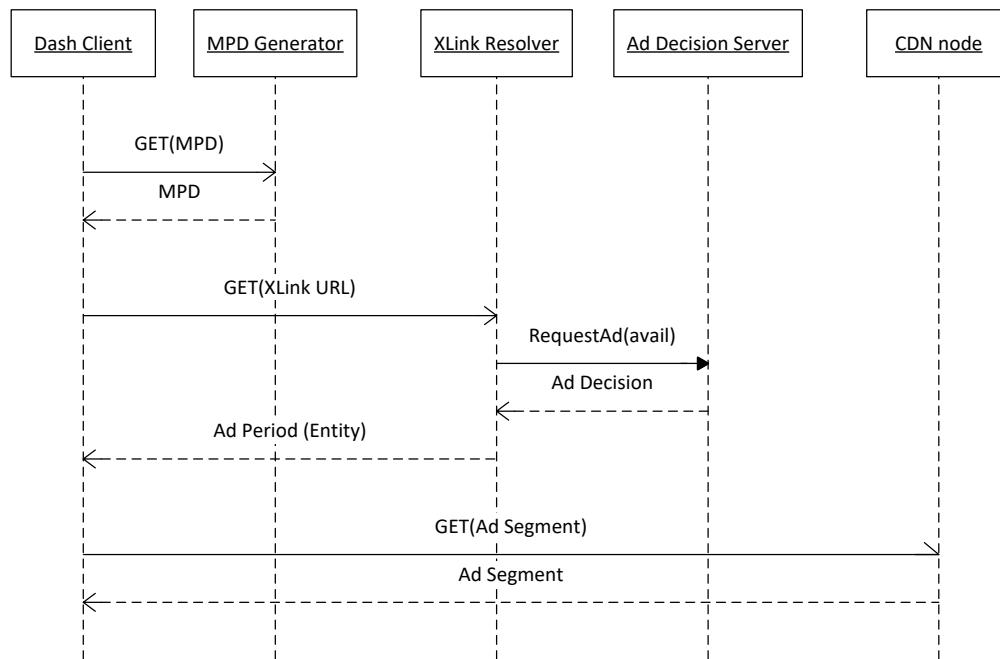 Dash Client
MPD Generator
XLink Resolver
Ad Decision Server
CDN node
GET(MPD)
MPD
GET(XLink URL)
RequestAd(avail)
Ad Decision
Ad Period (Entity)
GET(Ad Segment)
Ad Segment